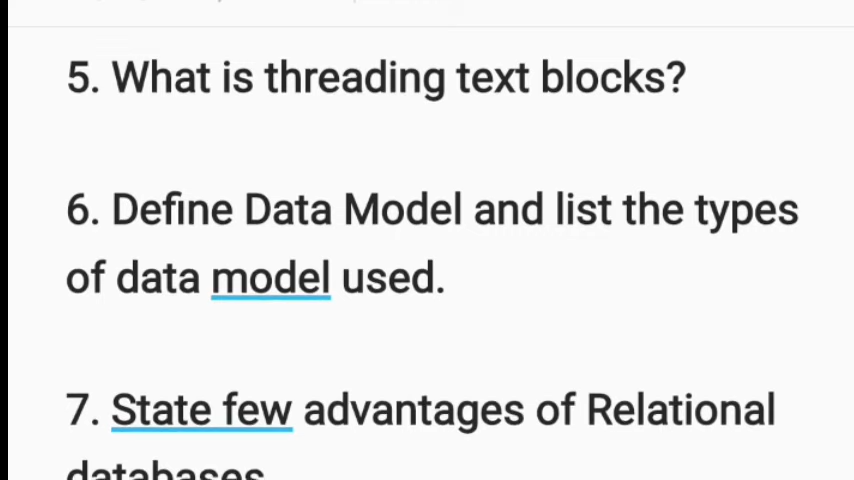 5. What is threading text blocks?
6. Define Data Model and list the types
of data model used.
7. State few advantages of Relational
databases